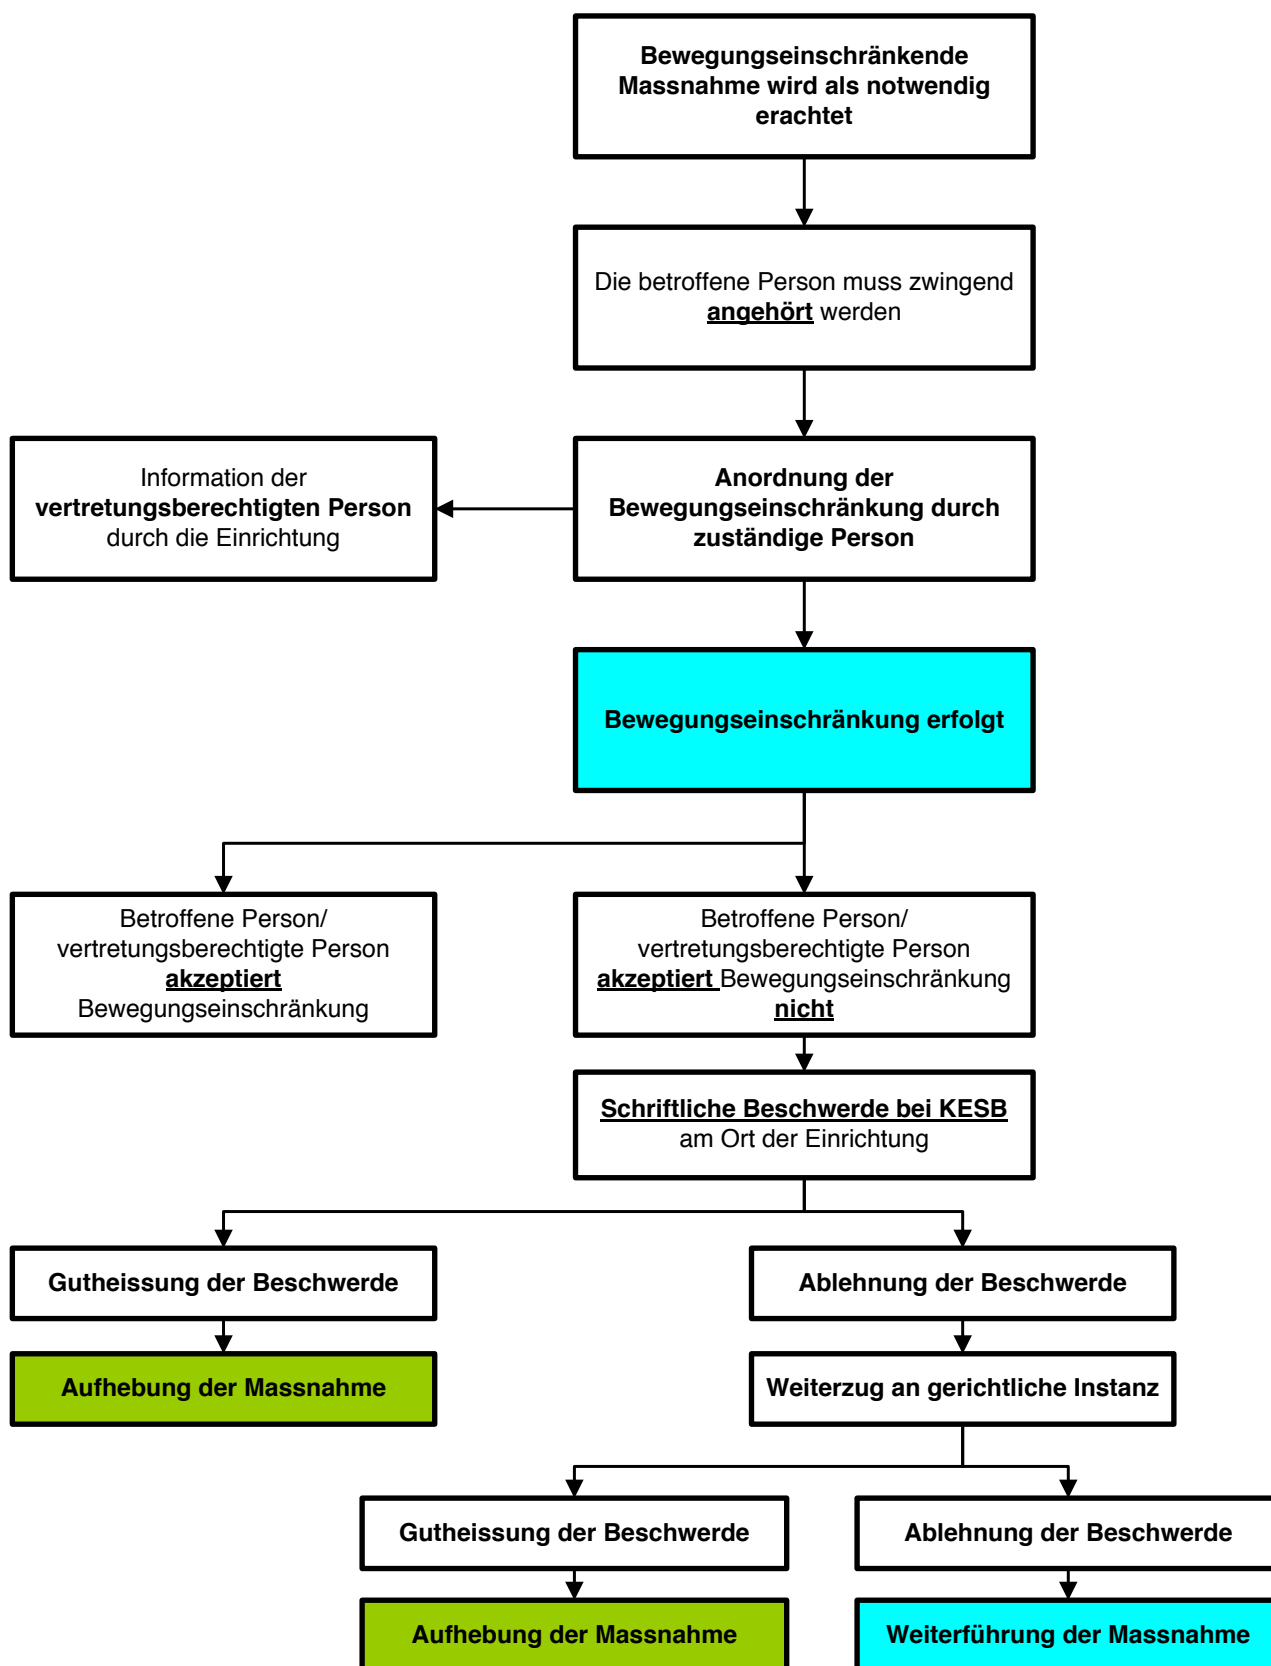 Bewegungseinschränkende
Massnahme wird als notwendig
erachtet
Die betroffene Person muss zwingend
angehört werden
Information der
vertretungsberechtigten Person
durch die Einrichtung
Anordnung der
Bewegungseinschränkung durch
zuständige Person
Bewegungseinschränkung erfolgt
Betroffene Person/
vertretungsberechtigte Person
akzeptiert
Bewegungseinschränkung
Betroffene Person/
vertretungsberechtigte Person
akzeptiert Bewegungseinschränkung
nicht
Schriftliche Beschwerde bei KESB
am Ort der Einrichtung
Gutheissung der Beschwerde
Ablehnung der Beschwerde
Aufhebung der Massnahme
Weiterzug an gerichtliche Instanz
Gutheissung der Beschwerde
Ablehnung der Beschwerde
Aufhebung der Massnahme
Weiterführung der Massnahme